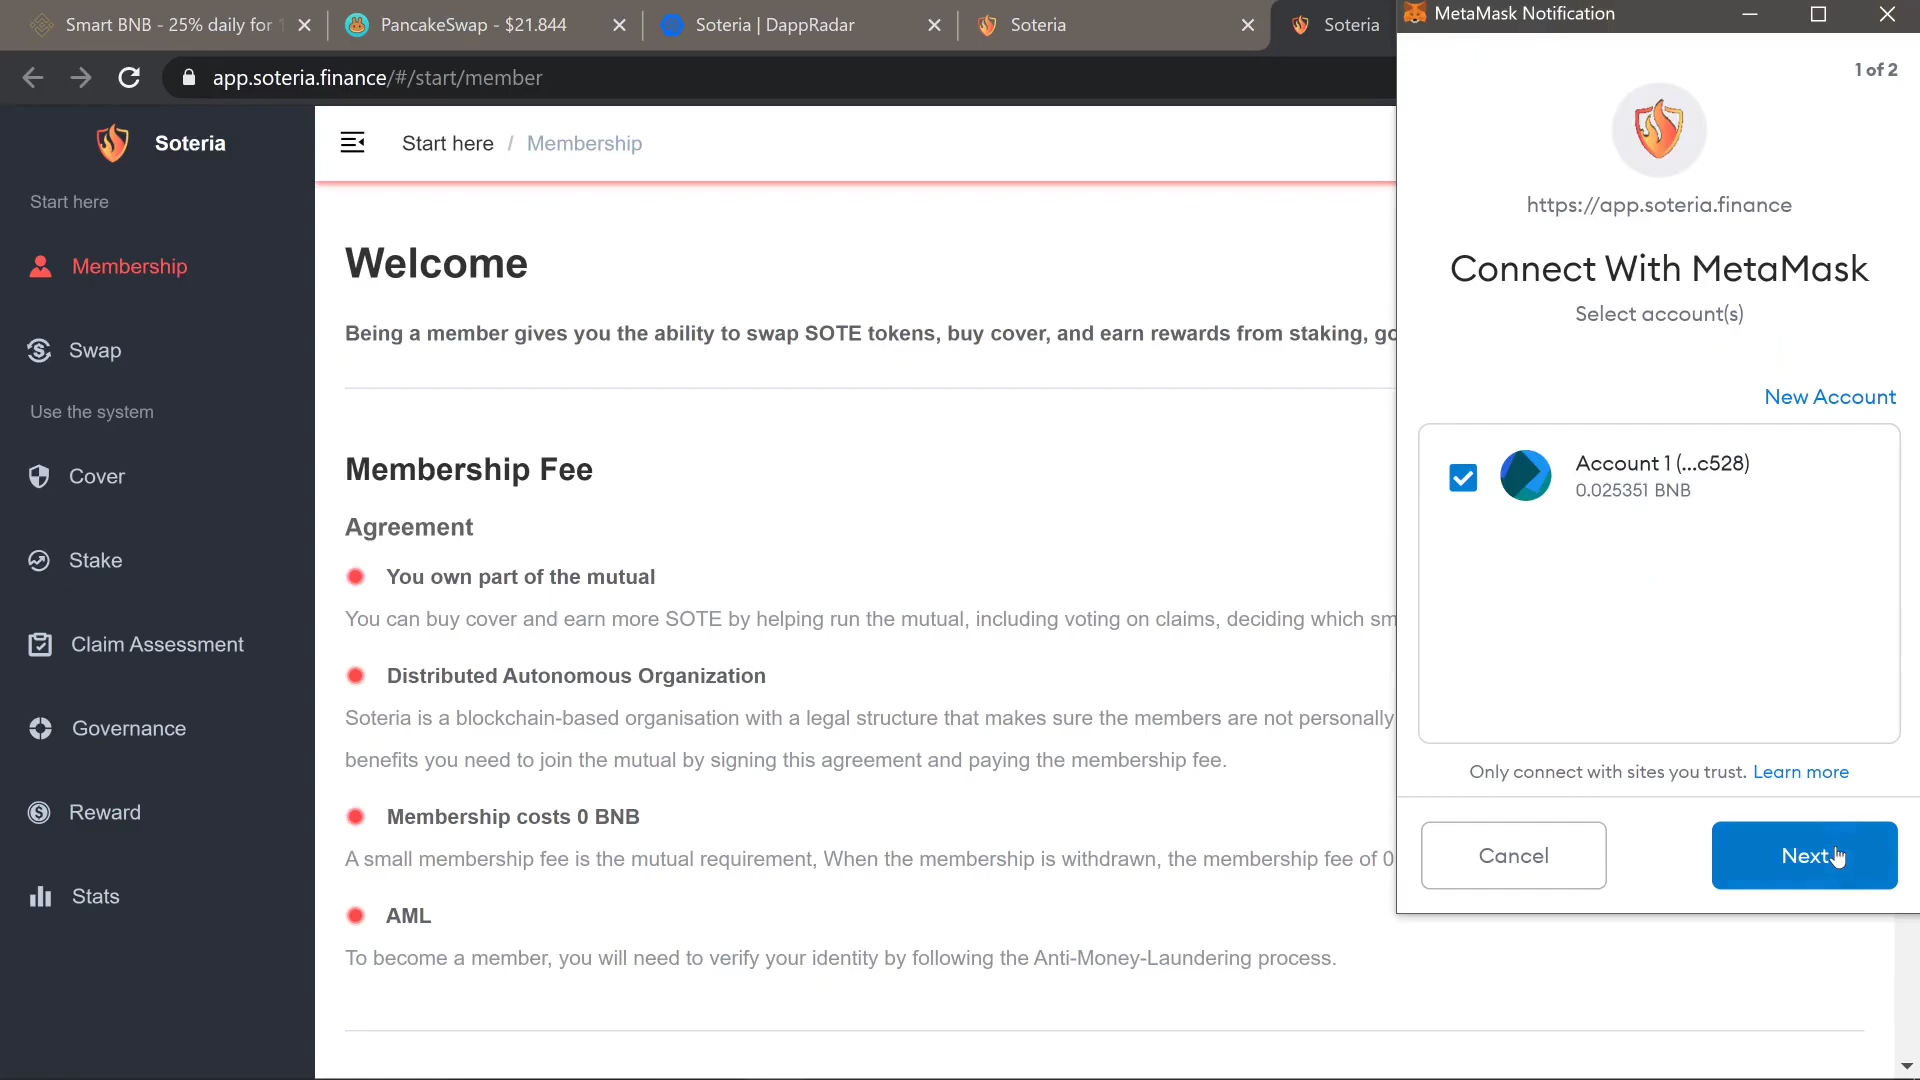 Smart BNB - 25% daily for
PancakeSwap - $21.844
Soteria | DappRadar
Soteria
Soteria
MetaMask Notification
app.soteria.finance/#/start/member
Soteria
Start here
Membership
Swap
Use the system
Cover
Stake
Claim Assessment
Governance
Reward
Stats
Start here / Membership
Welcome
Being a member gives you the ability to swap SOTE tokens, buy cover, and earn rewards from staking, go
Membership Fee
Agreement
You own part of the mutual
You can buy cover and earn more SOTE by helping run the mutual, including voting on claims, deciding which sm
Distributed Autonomous Organization
Soteria is a blockchain-based organisation with a legal structure that makes sure the members are not personally
benefits you need to join the mutual by signing this agreement and paying the membership fee.
Membership costs 0 BNB
A small membership fee is the mutual requirement, When the membership is withdrawn, the membership fee of 0
AML
To become a member, you will need to verify your identity by following the Anti-Money-Laundering process.
1 of 2
https://app.soteria.finance
Connect With MetaMask
Select account(s)
New Account
Account 1 (...c528)
0.025351 BNB
Only connect with sites you trust. Learn more
Cancel
Next